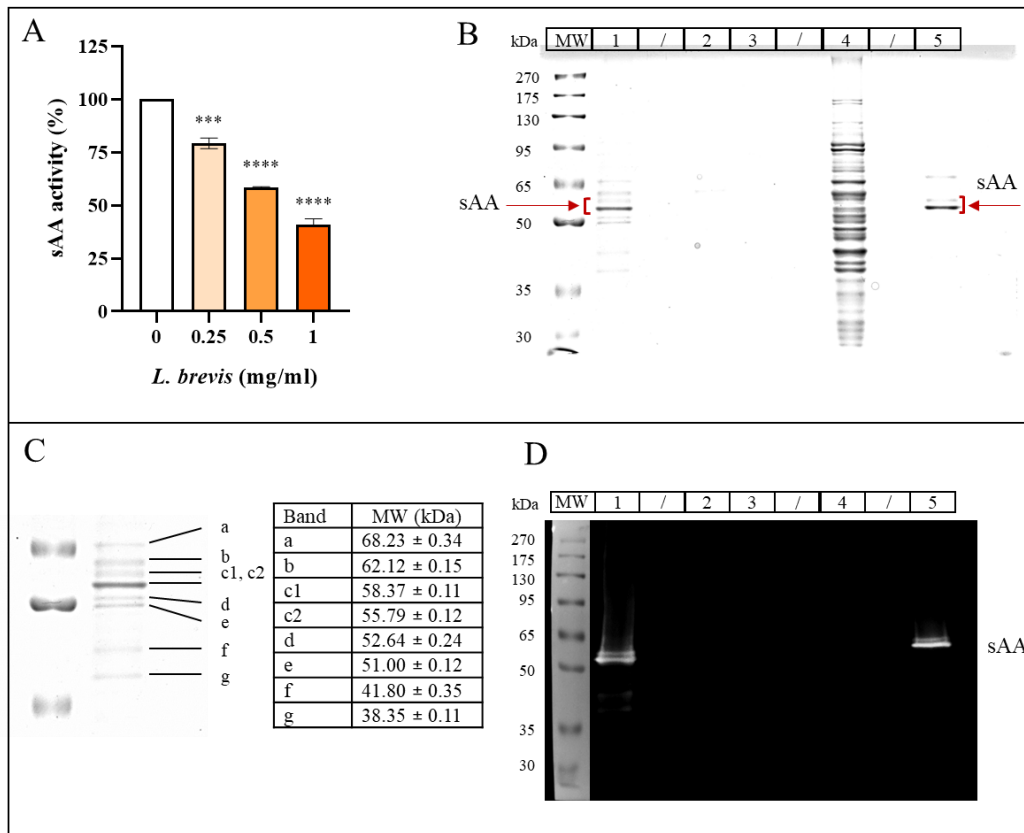 A
sAA activity (%)
125
100
75
50
25
0
***
****
****
0 0.25 0.5 1
L. brevis (mg/ml)
B
kDa MW 1 / 2 3 / 4 / 5
270
175
130
95
65
50
35
30
sAA
sAA
C
a
b
c1, c2
d
e
f
g
Band MW (kDa)
a 68.23 ± 0.34
b 62.12 ± 0.15
c1 58.37 ± 0.11
c2 55.79 ± 0.12
d 52.64 ± 0.24
e 51.00 ± 0.12
f 41.80 ± 0.35
g 38.35 ± 0.11
D
kDa MW 1 / 2 3 / 4 / 5
270
175
130
95
65
50
35
30
sAA